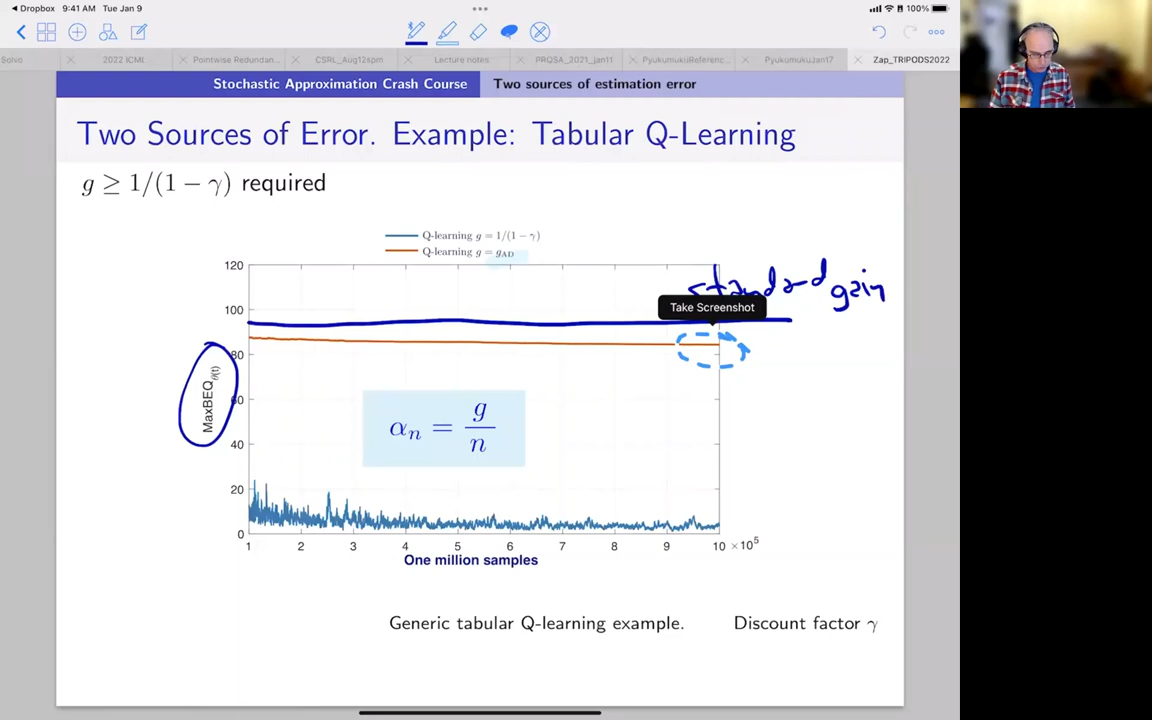 Dropbox 9:41 AM Tue Jan 9 100%
Solvo 2022 ICML Pointwise Redundan... CSRL_Aug12spm Lecture notes PRQSA_2021_jan11 PyukumukuReferenc... PyukumukuJan17 Zap_TRIPODS2022
Stochastic Approximation Crash Course Two sources of estimation error
Two Sources of Error. Example: Tabular Q-Learning
g ≥ 1/(1 − γ) required
Q-learning g = 1/(1 − γ)
Q-learning g = gAD
standard gain
Take Screenshot
120
100
80
60
40
20
0
MaxBEQθ(t)
αn = g/n
1 2 3 4 5 6 7 8 9 10 ×10^5
One million samples
Generic tabular Q-learning example. Discount factor γ